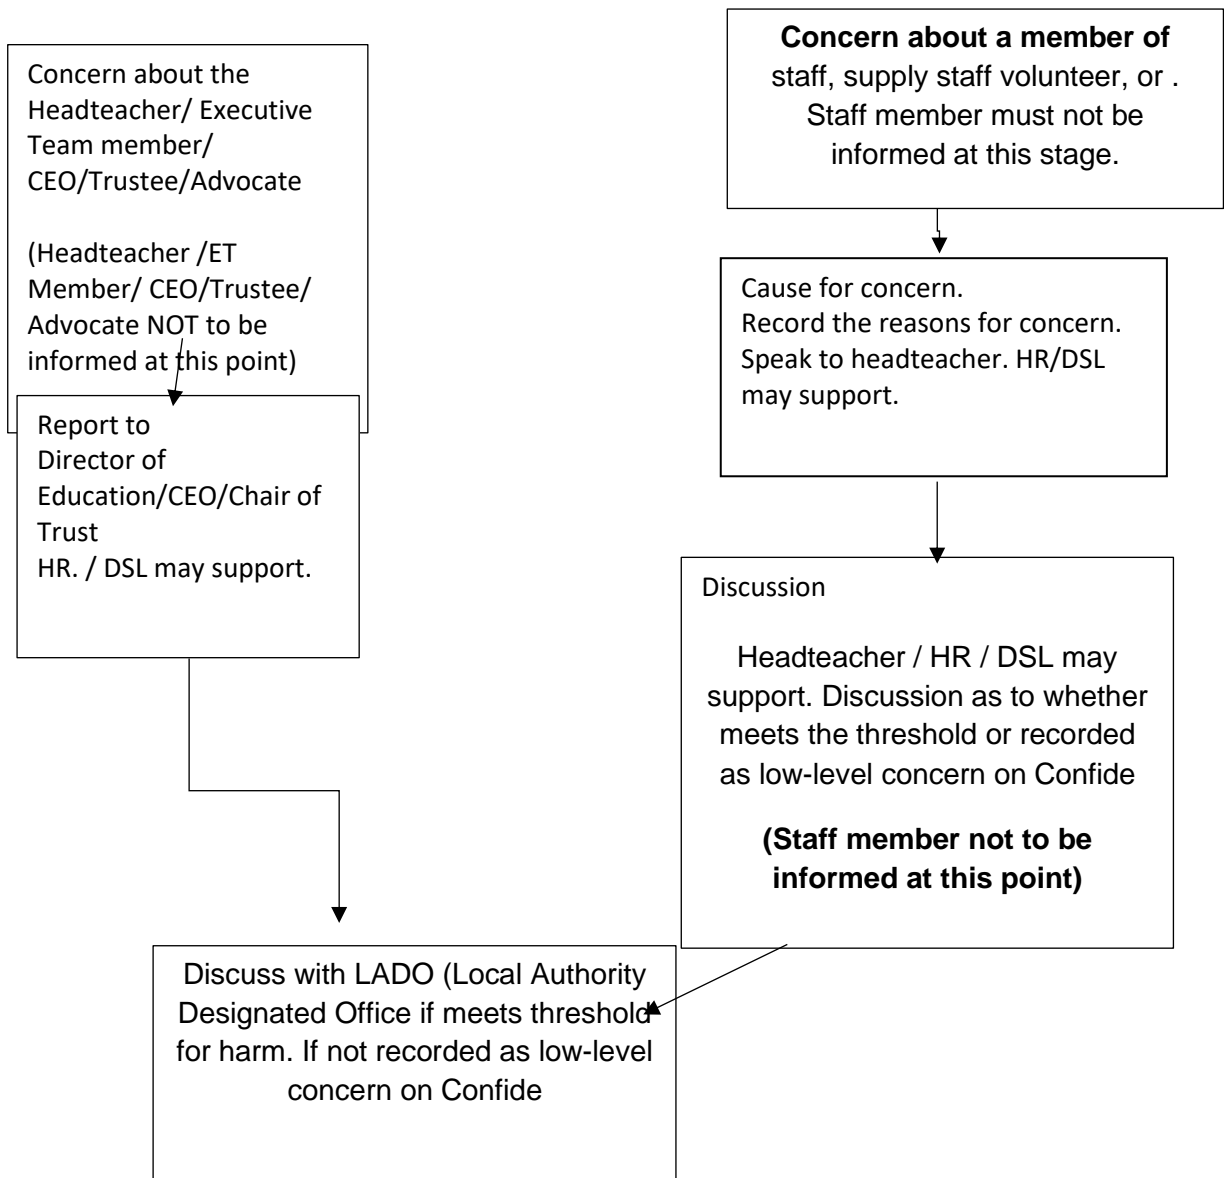 Concern about the
Headteacher/ Executive
Team member/
CEO/Trustee/Advocate
(Headteacher /ET
Member/ CEO/Trustee/
Advocate NOT to be
informed at this point)
Report to
Director of
Education/CEO/Chair of
Trust
HR. / DSL may support.
Concern about a member of
staff, supply staff volunteer, or .
Staff member must not be
informed at this stage.
Cause for concern.
Record the reasons for concern.
Speak to headteacher. HR/DSL
may support.
Discussion
Headteacher / HR / DSL may
support. Discussion as to whether
meets the threshold or recorded
as low-level concern on Confide
(Staff member not to be
informed at this point)
Discuss with LADO (Local Authority
Designated Office if meets threshold
for harm. If not recorded as low-level
concern on Confide